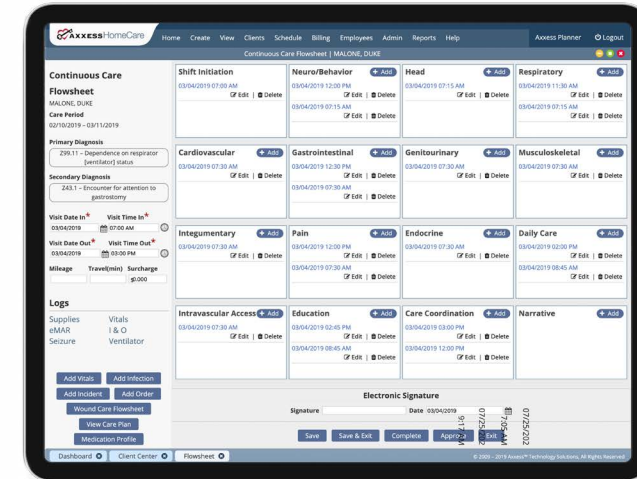 AXXESS HomeCare
Home Create View Clients Schedule Billing Employees Admin Reports Help
Axxess Planner Logout
Continuous Care Flowsheet | MALONE, DUKE
Continuous Care
Flowsheet
MALONE, DUKE
Care Period
02/10/2019 – 03/11/2019
Primary Diagnosis
Z99.11 – Dependence on respirator
[ventilator] status
Secondary Diagnosis
Z43.1 – Encounter for attention to
gastrostomy
Visit Date In* Visit Time In*
03/04/2019 07:00 AM
Visit Date Out* Visit Time Out*
03/04/2019 03:00 PM
Mileage Travel(min) Surcharge
$0.000
Logs
Supplies Vitals
eMAR I & O
Seizure Ventilator
Add Vitals Add Infection
Add Incident Add Order
Wound Care Flowsheet
View Care Plan
Medication Profile
Shift Initiation
03/04/2019 07:00 AM
Edit | Delete
Neuro/Behavior + Add
03/04/2019 12:00 PM
Edit | Delete
03/04/2019 07:15 AM
Edit | Delete
Head + Add
03/04/2019 07:15 AM
Edit | Delete
Respiratory + Add
03/04/2019 11:30 AM
Edit | Delete
03/04/2019 07:15 AM
Edit | Delete
Cardiovascular + Add
03/04/2019 07:30 AM
Edit | Delete
Gastrointestinal + Add
03/04/2019 12:30 PM
Edit | Delete
03/04/2019 07:30 AM
Edit | Delete
Genitourinary + Add
03/04/2019 07:30 AM
Edit | Delete
Musculoskeletal + Add
03/04/2019 07:30 AM
Edit | Delete
Integumentary + Add
03/04/2019 07:30 AM
Edit | Delete
Pain + Add
03/04/2019 12:00 PM
Edit | Delete
03/04/2019 07:30 AM
Edit | Delete
Endocrine + Add
03/04/2019 07:30 AM
Edit | Delete
Daily Care + Add
03/04/2019 02:00 PM
Edit | Delete
03/04/2019 08:45 AM
Edit | Delete
Intravascular Access + Add
03/04/2019 07:30 AM
Edit | Delete
Education + Add
03/04/2019 02:45 PM
Edit | Delete
03/04/2019 08:45 AM
Edit | Delete
Care Coordination + Add
03/04/2019 03:00 PM
Edit | Delete
03/04/2019 12:00 PM
Edit | Delete
Narrative + Add
Electronic Signature
Signature Date 03/04/2019
Save Save & Exit Complete Approve Exit
07/25/202
7:05 AM
07/25/202
Dashboard Client Center Flowsheet
© 2009 – 2019 Axxess™ Technology Solutions, All Rights Reserved